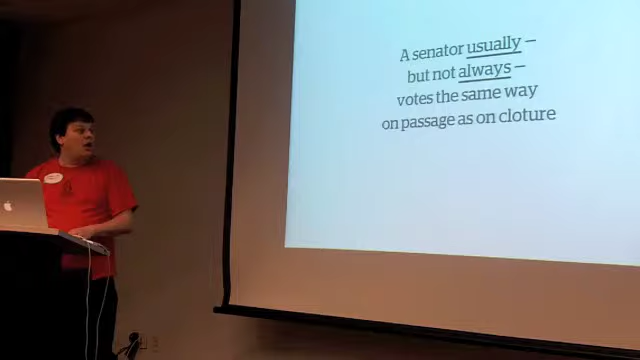 A senator usually –
but not always –
votes the same way
on passage as on cloture